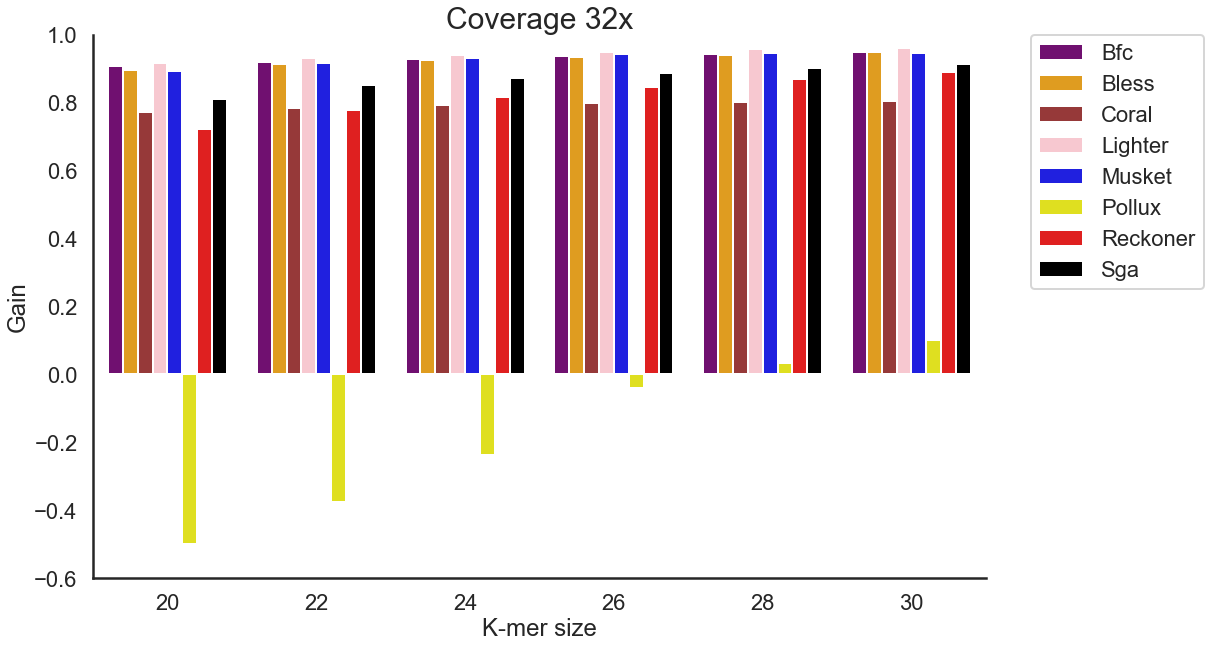 Coverage 32x
1.0
0.8
0.6
0.4
0.2
0.0
−0.2
−0.4
−0.6
Gain
20 22 24 26 28 30
K-mer size
Bfc
Bless
Coral
Lighter
Musket
Pollux
Reckoner
Sga